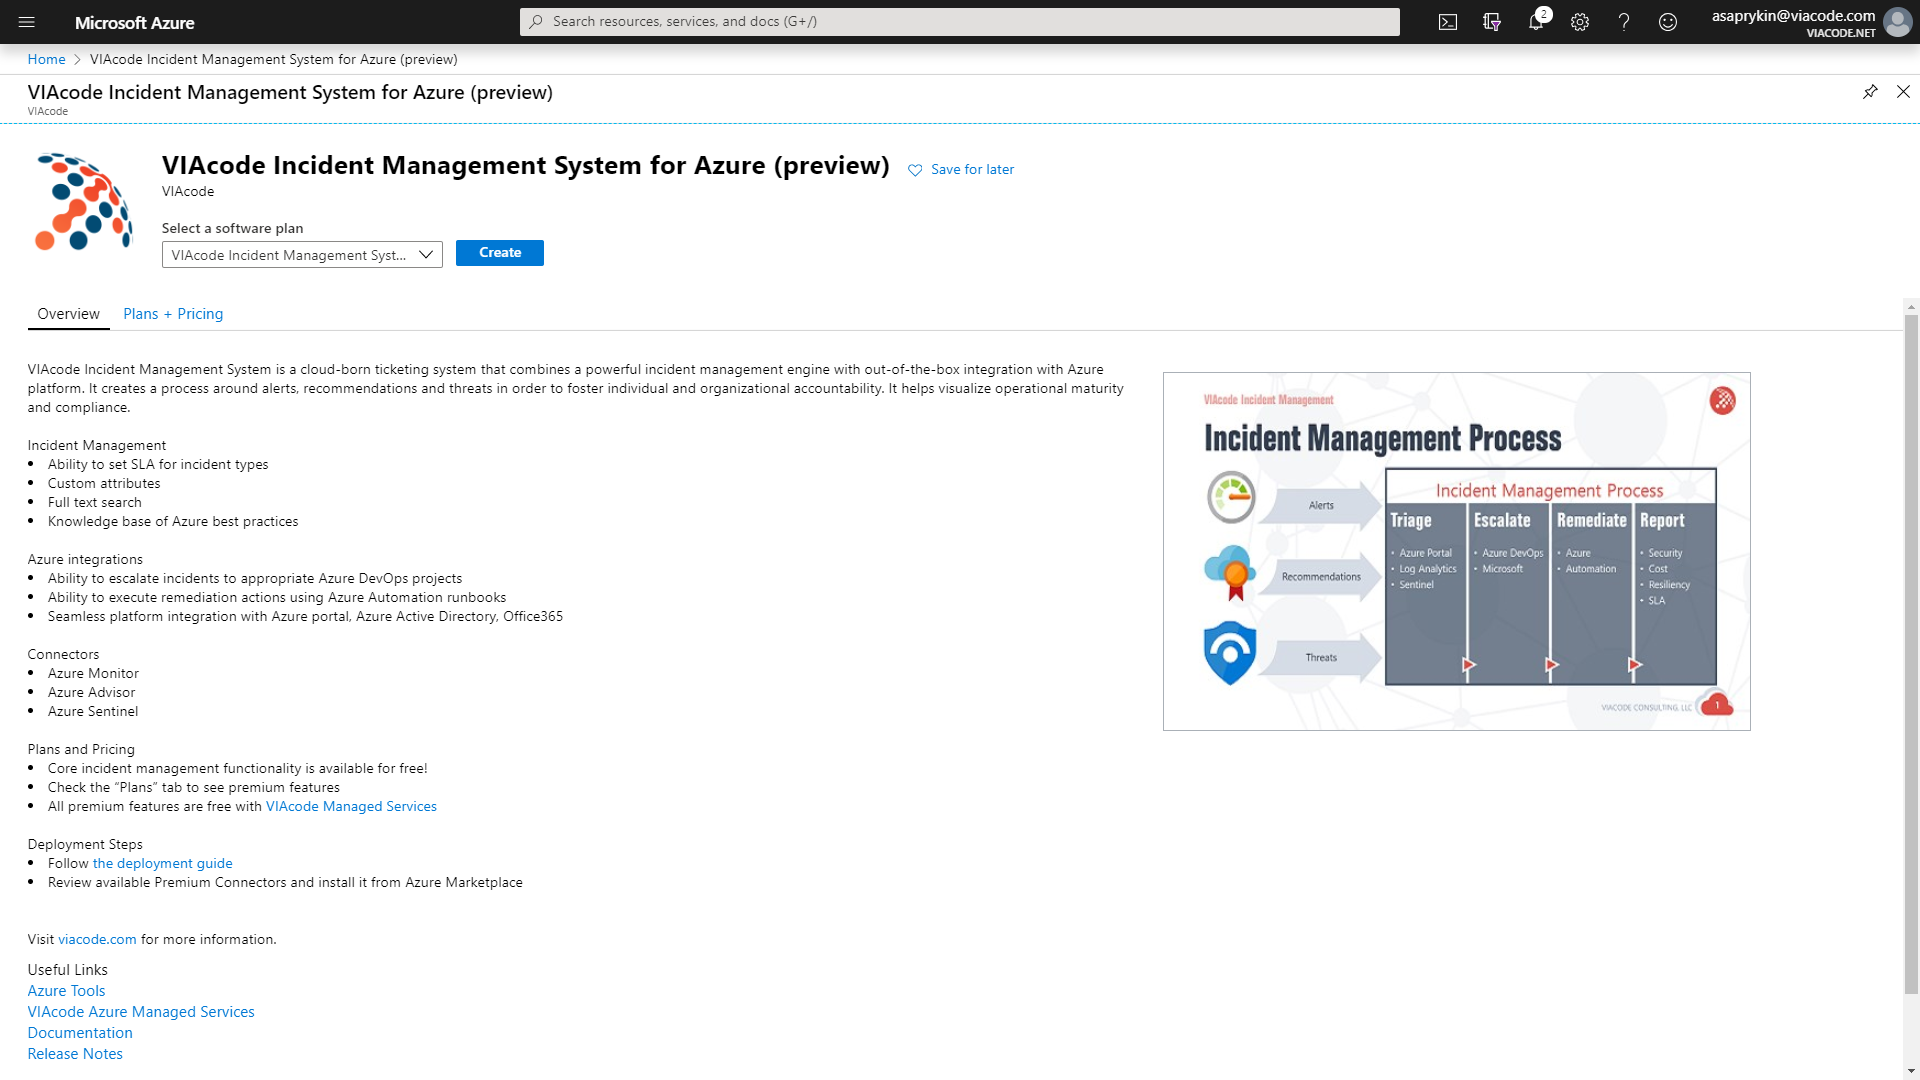 Microsoft Azure
Search resources, services, and docs (G+/)
2
asaprykin@viacode.com
VIACODE.NET
Home > VIAcode Incident Management System for Azure (preview)
VIAcode Incident Management System for Azure (preview)
VIAcode
VIAcode Incident Management System for Azure (preview)
Save for later
VIAcode
Select a software plan
VIAcode Incident Management Syst...
Create
Overview
Plans + Pricing
VIAcode Incident Management System is a cloud-born ticketing system that combines a powerful incident management engine with out-of-the-box integration with Azure
platform. It creates a process around alerts, recommendations and threats in order to foster individual and organizational accountability. It helps visualize operational maturity
and compliance.
Incident Management
• Ability to set SLA for incident types
• Custom attributes
• Full text search
• Knowledge base of Azure best practices
Azure integrations
• Ability to escalate incidents to appropriate Azure DevOps projects
• Ability to execute remediation actions using Azure Automation runbooks
• Seamless platform integration with Azure portal, Azure Active Directory, Office365
Connectors
• Azure Monitor
• Azure Advisor
• Azure Sentinel
Plans and Pricing
• Core incident management functionality is available for free!
• Check the “Plans” tab to see premium features
• All premium features are free with VIAcode Managed Services
Deployment Steps
• Follow the deployment guide
• Review available Premium Connectors and install it from Azure Marketplace
Visit viacode.com for more information.
Useful Links
Azure Tools
VIAcode Azure Managed Services
Documentation
Release Notes
VIAcode Incident Management
Incident Management Process
Alerts
Recommendations
Threats
Incident Management Process
Triage
• Azure Portal
• Log Analytics
• Sentinel
Escalate
• Azure DevOps
• Microsoft
Remediate
• Azure
• Automation
Report
• Security
• Cost
• Resiliency
• SLA
VIACODE CONSULTING, LLC
1